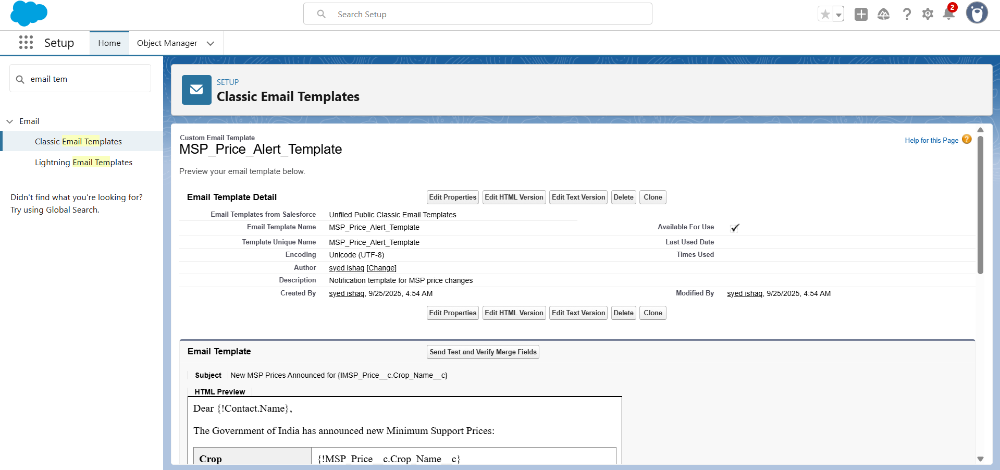 Search Setup
2
Setup
Home
Object Manager
email tem
Email
Classic Email Templates
Lightning Email Templates
Didn't find what you're looking for?
Try using Global Search.
SETUP
Classic Email Templates
Custom Email Template
MSP_Price_Alert_Template
Help for this Page ?
Preview your email template below.
Email Template Detail
Edit Properties Edit HTML Version Edit Text Version Delete Clone
Email Templates from Salesforce Unfiled Public Classic Email Templates
Email Template Name MSP_Price_Alert_Template Available For Use
Template Unique Name MSP_Price_Alert_Template Last Used Date
Encoding Unicode (UTF-8) Times Used
Author syed ishaq [Change]
Description Notification template for MSP price changes
Created By syed ishaq, 9/25/2025, 4:54 AM Modified By syed ishaq, 9/25/2025, 4:54 AM
Edit Properties Edit HTML Version Edit Text Version Delete Clone
Email Template Send Test and Verify Merge Fields
Subject New MSP Prices Announced for {!MSP_Price__c.Crop_Name__c}
HTML Preview
Dear {!Contact.Name},
The Government of India has announced new Minimum Support Prices:
Crop {!MSP_Price__c.Crop_Name__c}